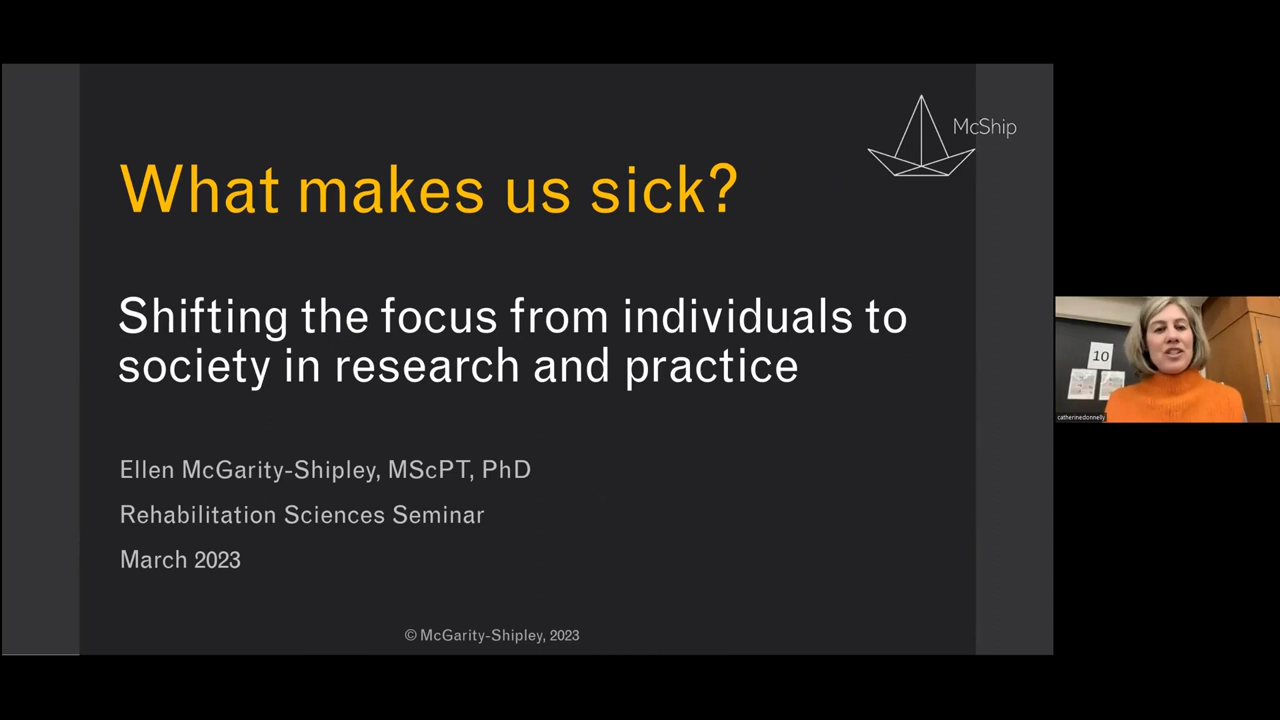 McShip
What makes us sick?
Shifting the focus from individuals to
society in research and practice
Ellen McGarity-Shipley, MScPT, PhD
Rehabilitation Sciences Seminar
March 2023
© McGarity-Shipley, 2023
10
catherinedonnelly